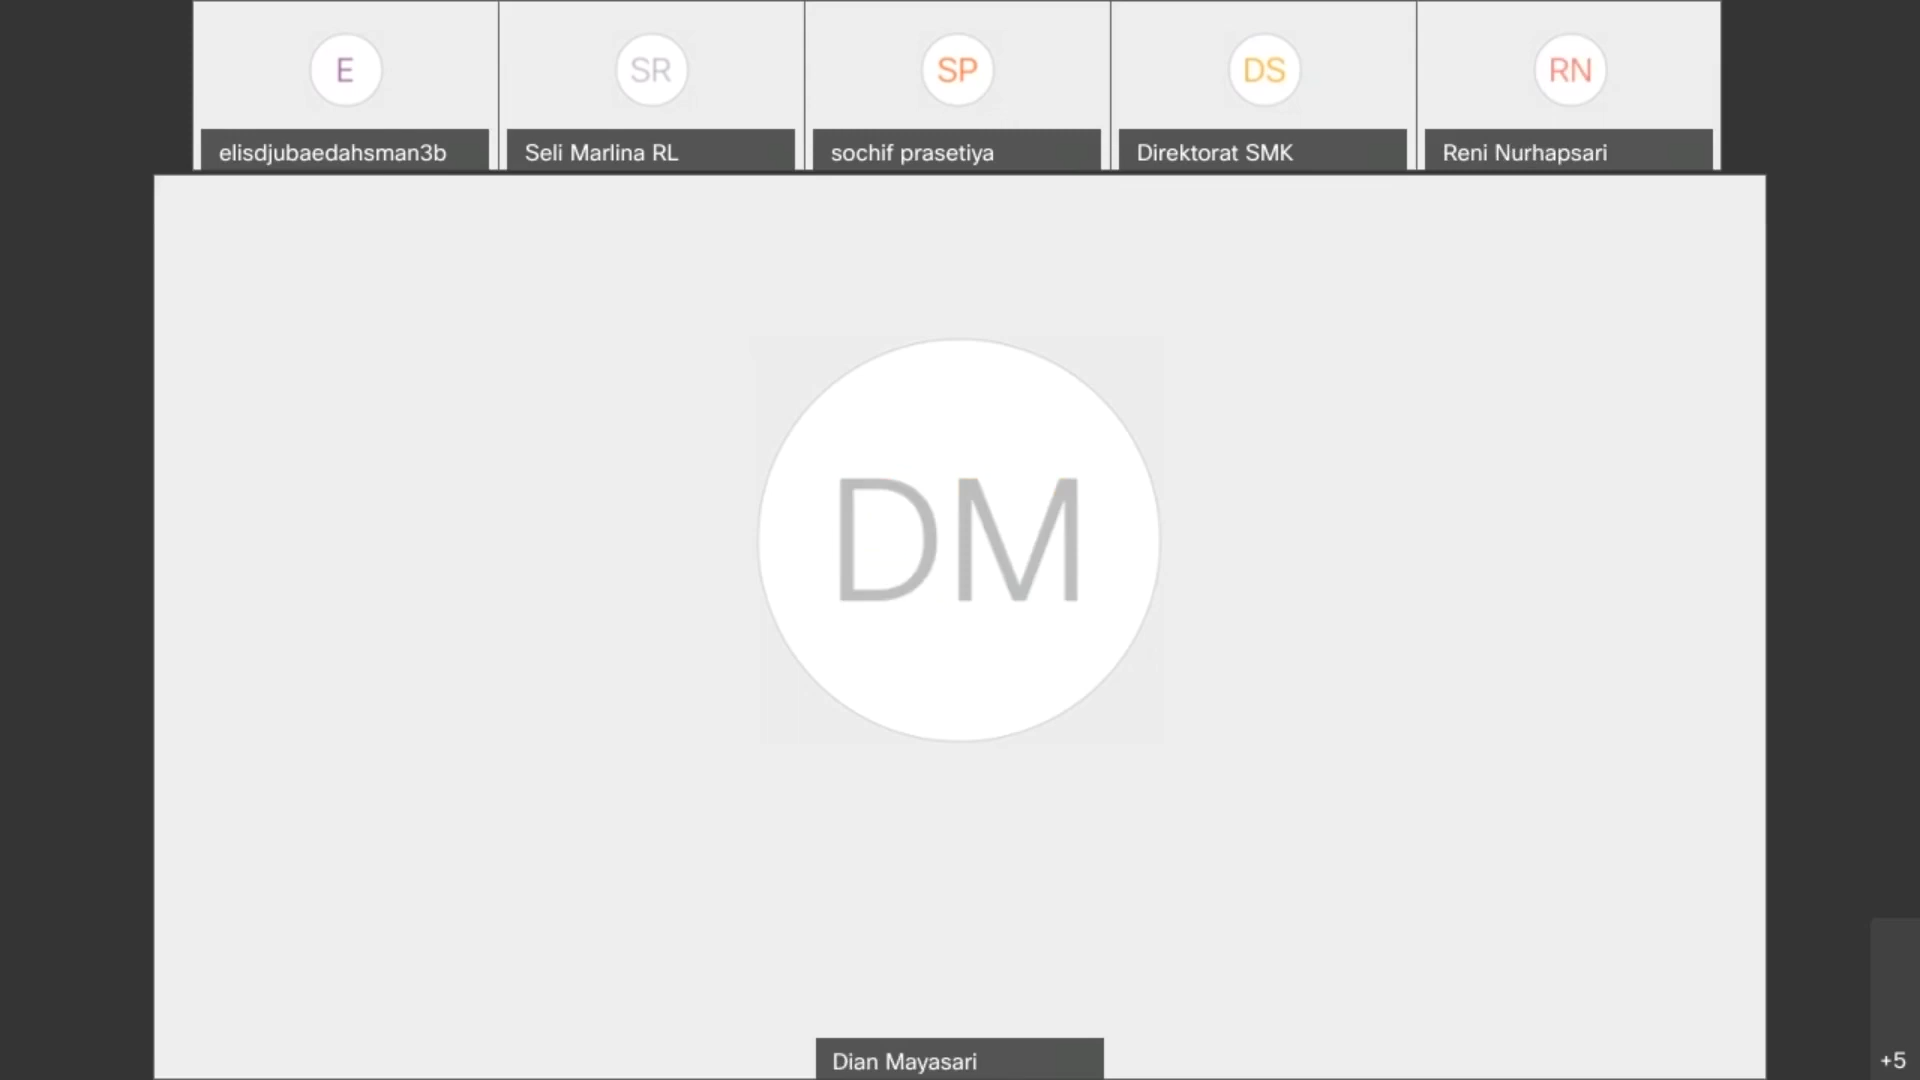 E
SR
SP
DS
RN
elisdjubaedahsman3b
Seli Marlina RL
sochif prasetiya
Direktorat SMK
Reni Nurhapsari
DM
Dian Mayasari
+5